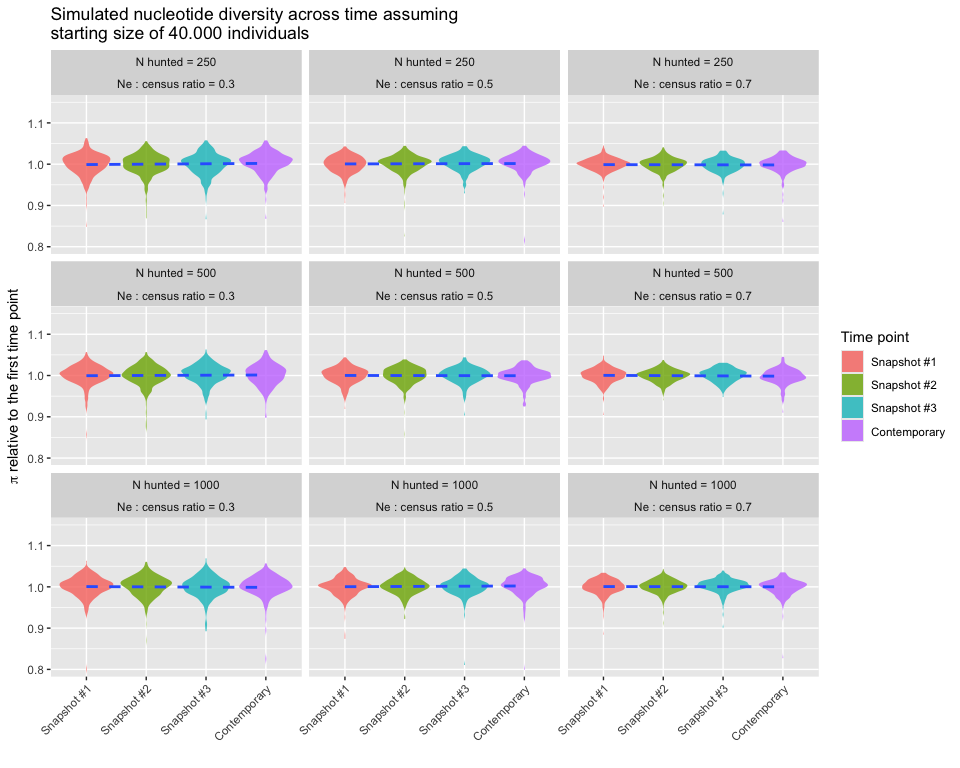 Simulated nucleotide diversity across time assuming
starting size of 40.000 individuals
N hunted = 250
Ne : census ratio = 0.3
N hunted = 250
Ne : census ratio = 0.5
N hunted = 250
Ne : census ratio = 0.7
1.1
1.0
0.9
0.8
N hunted = 500
Ne : census ratio = 0.3
N hunted = 500
Ne : census ratio = 0.5
N hunted = 500
Ne : census ratio = 0.7
1.1
1.0
0.9
0.8
N hunted = 1000
Ne : census ratio = 0.3
N hunted = 1000
Ne : census ratio = 0.5
N hunted = 1000
Ne : census ratio = 0.7
1.1
1.0
0.9
0.8
π relative to the first time point
Snapshot #1
Snapshot #2
Snapshot #3
Contemporary
Snapshot #1
Snapshot #2
Snapshot #3
Contemporary
Snapshot #1
Snapshot #2
Snapshot #3
Contemporary
Time point
Snapshot #1
Snapshot #2
Snapshot #3
Contemporary